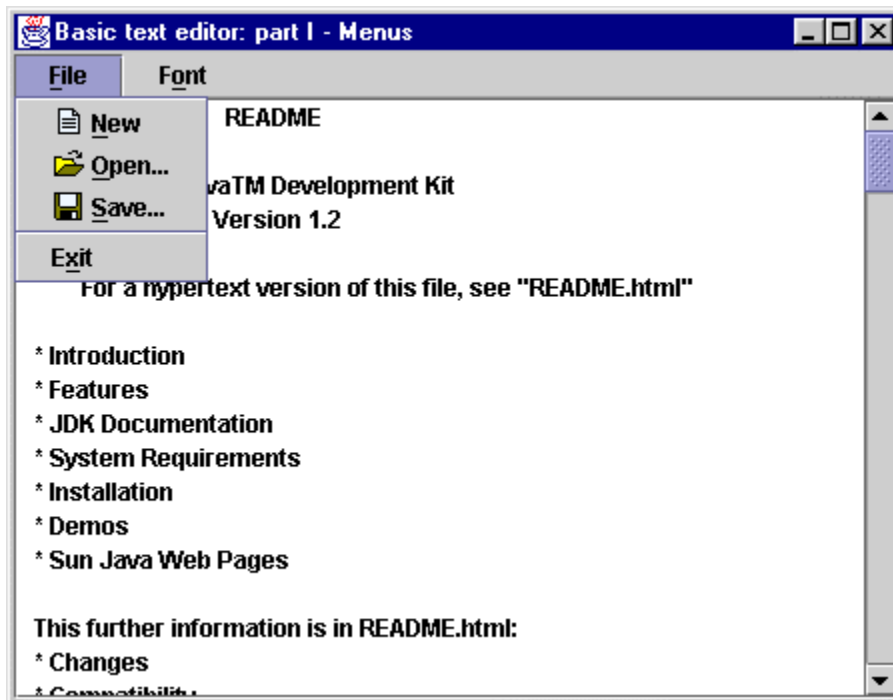 Basic text editor: part I - Menus
File Font
New
Open...
Save...
Exit
README
vaTM Development Kit
Version 1.2
For a hypertext version of this file, see "README.html"
* Introduction
* Features
* JDK Documentation
* System Requirements
* Installation
* Demos
* Sun Java Web Pages
This further information is in README.html:
* Changes
* Compatibility